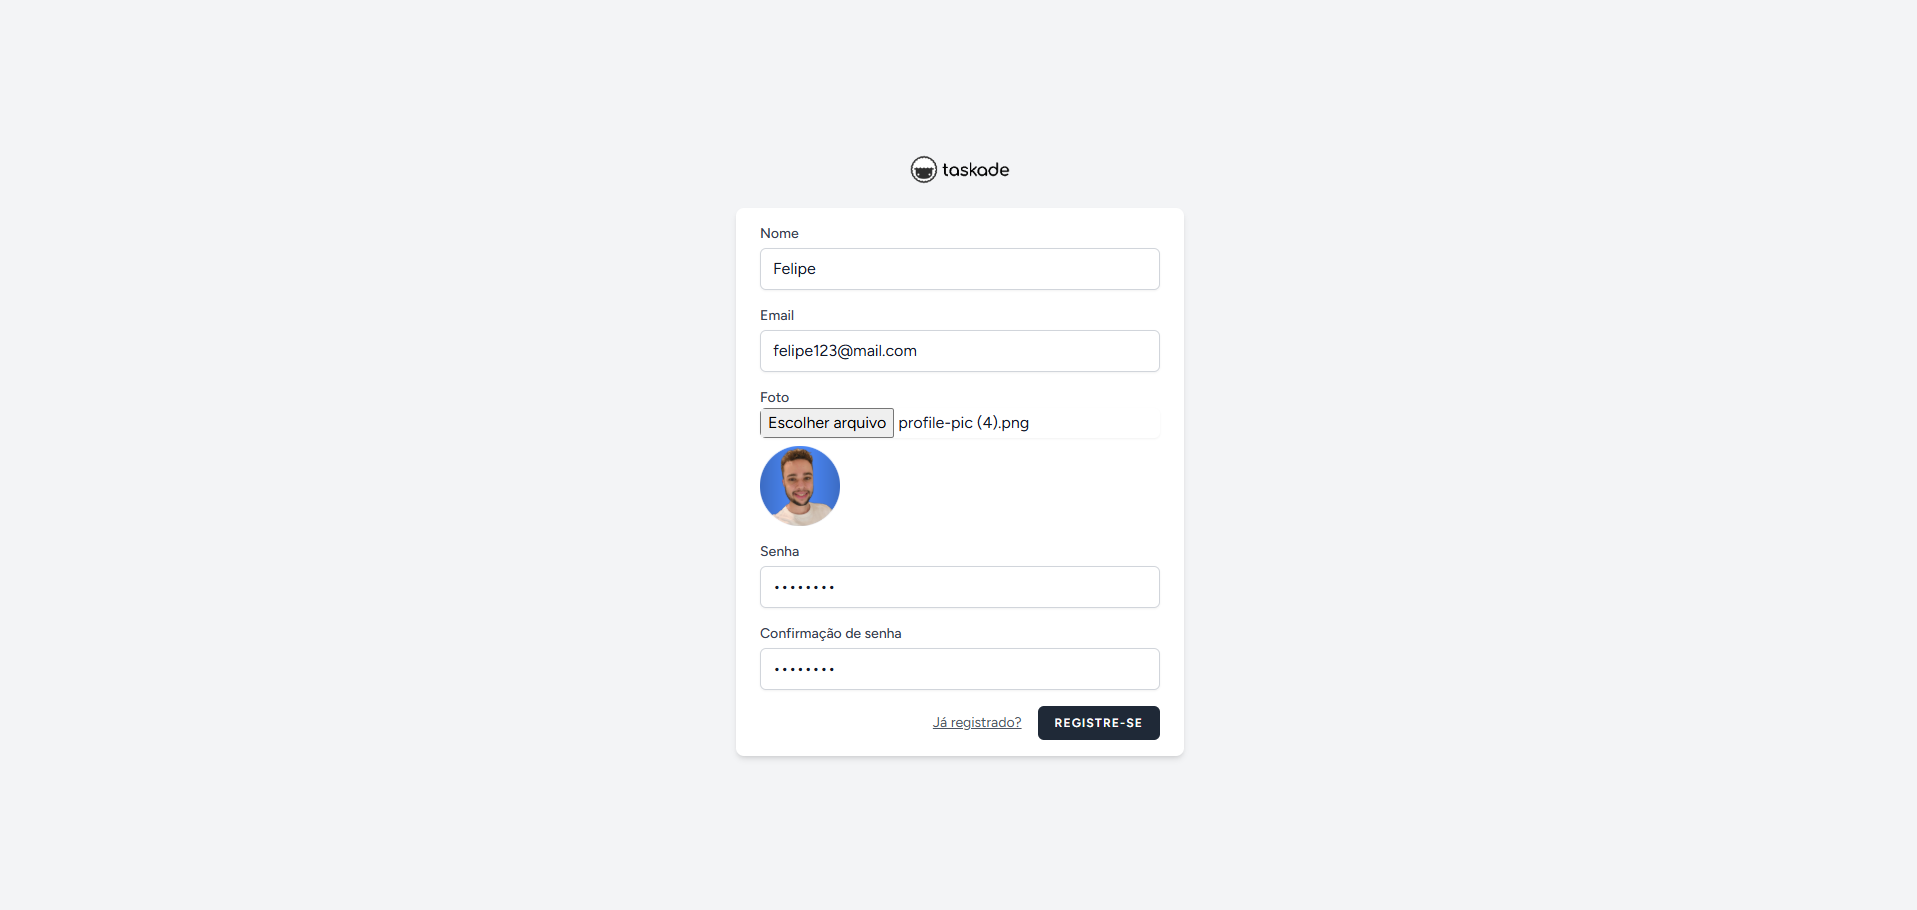 taskade
Nome
Felipe
Email
felipe123@mail.com
Foto
Escolher arquivo profile-pic (4).png
Senha
••••••••
Confirmação de senha
••••••••
Já registrado? REGISTRE-SE